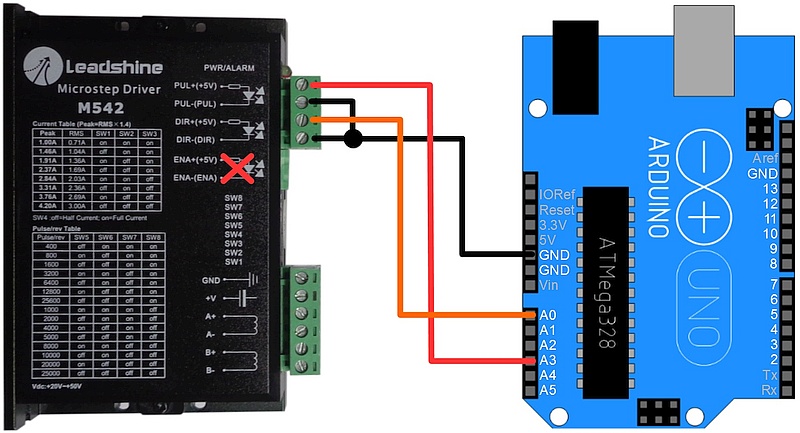 Leadshine
Microstep Driver
M542
Current Table (Peak=RMS×1.4)
Peak RMS SW1 SW2 SW3
1.00A 0.71A on on on
1.46A 1.04A off on on
1.91A 1.36A on off on
2.37A 1.69A off off on
2.84A 2.03A on on off
3.31A 2.36A off on off
3.76A 2.69A on off off
4.20A 3.00A off off off
SW4 :off=Half Current; on=Full Current
Pulse/rev Table
Pulse/rev SW5 SW6 SW7 SW8
400 off on on on
800 on off on on
1600 off off on on
3200 on on off on
6400 off on off on
12800 on off off on
25600 off off off on
1000 on on on off
2000 off on on off
4000 on off on off
5000 off off on off
8000 on on off off
10000 off on off off
20000 on off off off
25000 off off off off
Vdc:+20V→+50V
PWR/ALARM
PUL+(+5V)
PUL-(PUL)
DIR+(+5V)
DIR-(DIR)
ENA+(+5V)
ENA-(ENA)
SW8
SW7
SW6
SW5
SW4
SW3
SW2
SW1
GND
+V
A+
A-
B+
B-
IORef
Reset
3.3V
5V
GND
GND
Vin
A0
A1
A2
A3
A4
A5
ATMega328
ARDUINO
UNO
Aref
GND
13
12
11
10
9
8
7
6
5
4
3
2
Tx
Rx